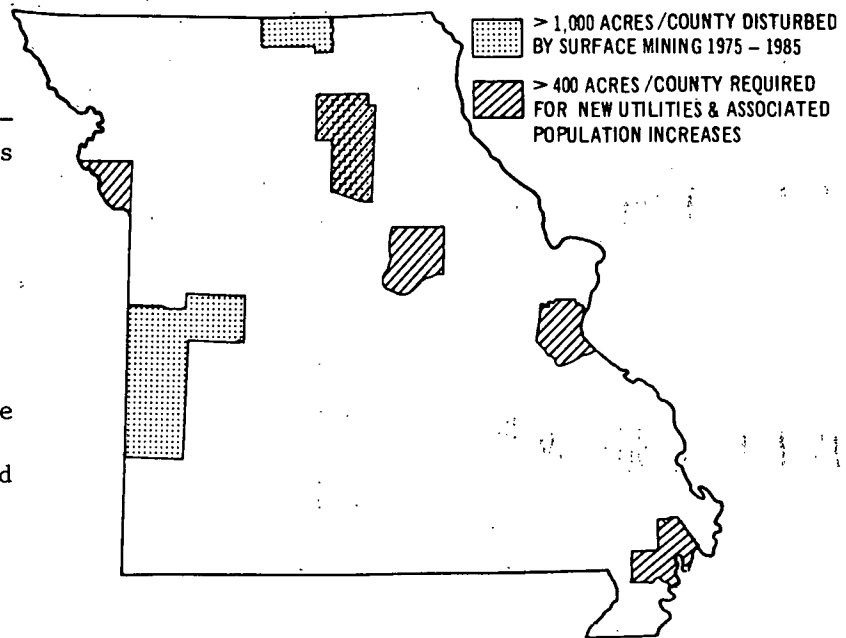 > 1,000 ACRES/COUNTY DISTURBED
BY SURFACE MINING 1975 – 1985
> 400 ACRES/COUNTY REQUIRED
FOR NEW UTILITIES & ASSOCIATED
POPULATION INCREASES